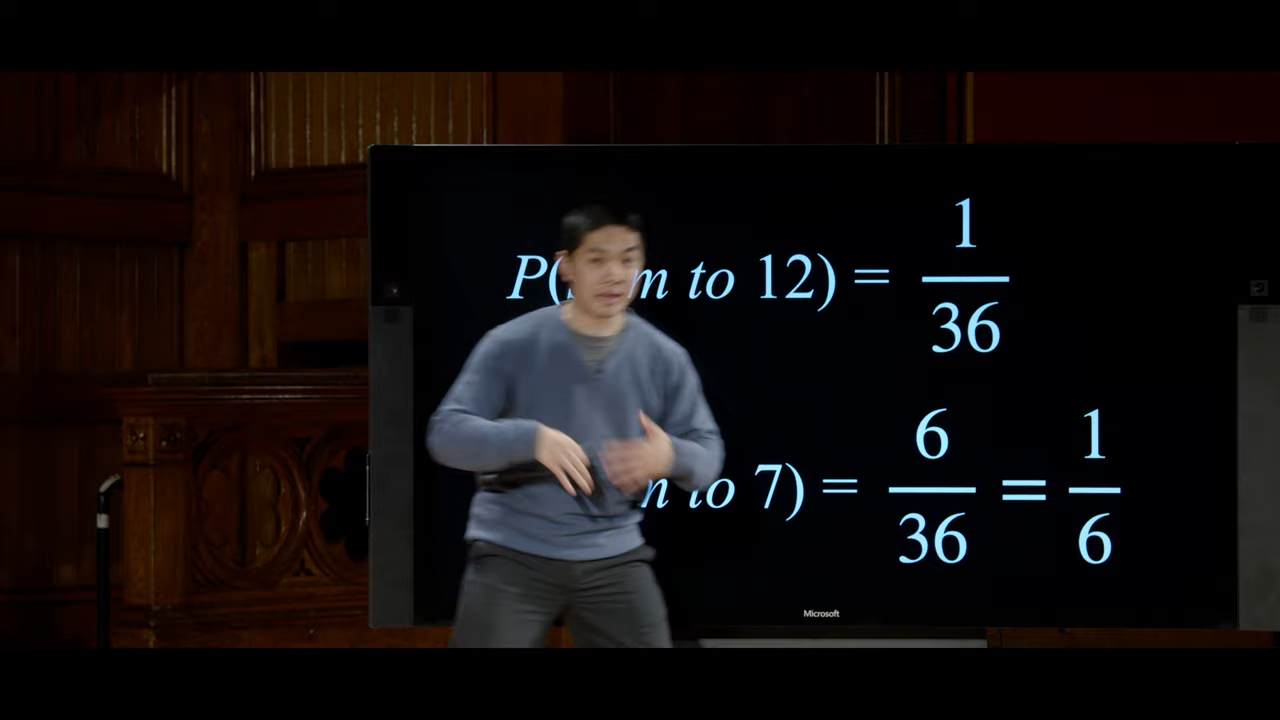 P( m to 12) = 1/36
to 7) = 6/36 = 1/6
Microsoft